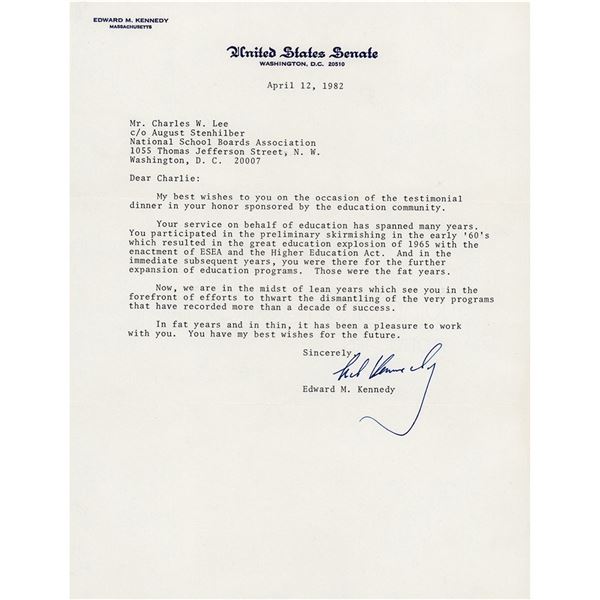 EDWARD M. KENNEDY
MASSACHUSETTS
United States Senate
WASHINGTON, D.C. 20510
April 12, 1982
Mr. Charles W. Lee
c/o August Stenhilber
National School Boards Association
1055 Thomas Jefferson Street, N. W.
Washington, D. C. 20007
Dear Charlie:
My best wishes to you on the occasion of the testimonial
dinner in your honor sponsored by the education community.
Your service on behalf of education has spanned many years.
You participated in the preliminary skirmishing in the early '60's
which resulted in the great education explosion of 1965 with the
enactment of ESEA and the Higher Education Act. And in the
immediate subsequent years, you were there for the further
expansion of education programs. Those were the fat years.
Now, we are in the midst of lean years which see you in the
forefront of efforts to thwart the dismantling of the very programs
that have recorded more than a decade of success.
In fat years and in thin, it has been a pleasure to work
with you. You have my best wishes for the future.
Sincerely,
Ted Kennedy
Edward M. Kennedy